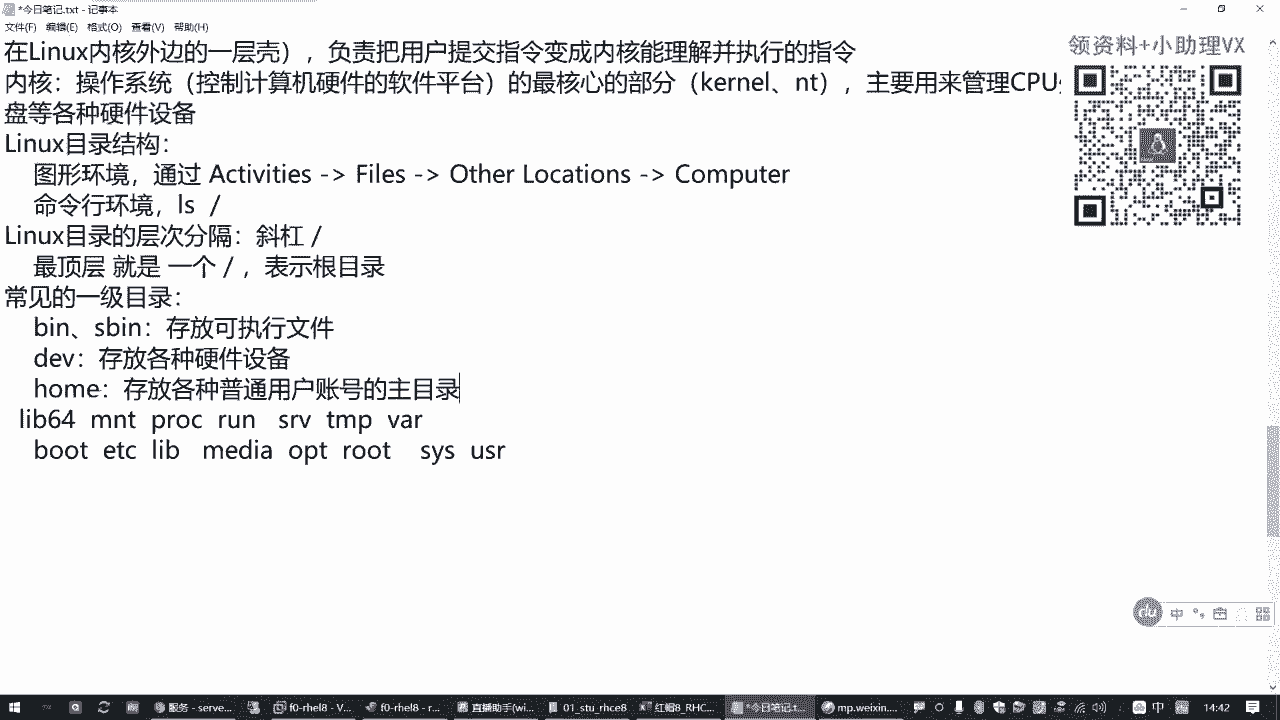 *今日笔记.txt - 记事本
文件(F) 编辑(E) 格式(O) 查看(V) 帮助(H)
在Linux内核外边的一层壳），负责把用户提交指令变成内核能理解并执行的指令
领资料+小助理VX
内核：操作系统（控制计算机硬件的软件平台）的最核心的部分（kernel、nt），主要用来管理CPU
盘等各种硬件设备
Linux目录结构：
图形环境，通过 Activities -> Files -> Other Locations -> Computer
命令行环境，ls /
Linux目录的层次分隔：斜杠 /
最顶层 就是 一个 / ，表示根目录
常见的一级目录：
bin、sbin：存放可执行文件
dev：存放各种硬件设备
home：存放各种普通用户账号的主目录
lib64 mnt proc run srv tmp var
boot etc lib media opt root sys usr
du 中
服务 - serve... f0-rhel8 - V... f0-rhel8 - r... 直播助手(wi... 01_stu_rhce8 红帽8_RHC... *今日笔记.t... mp.weixin.... 中 14:42